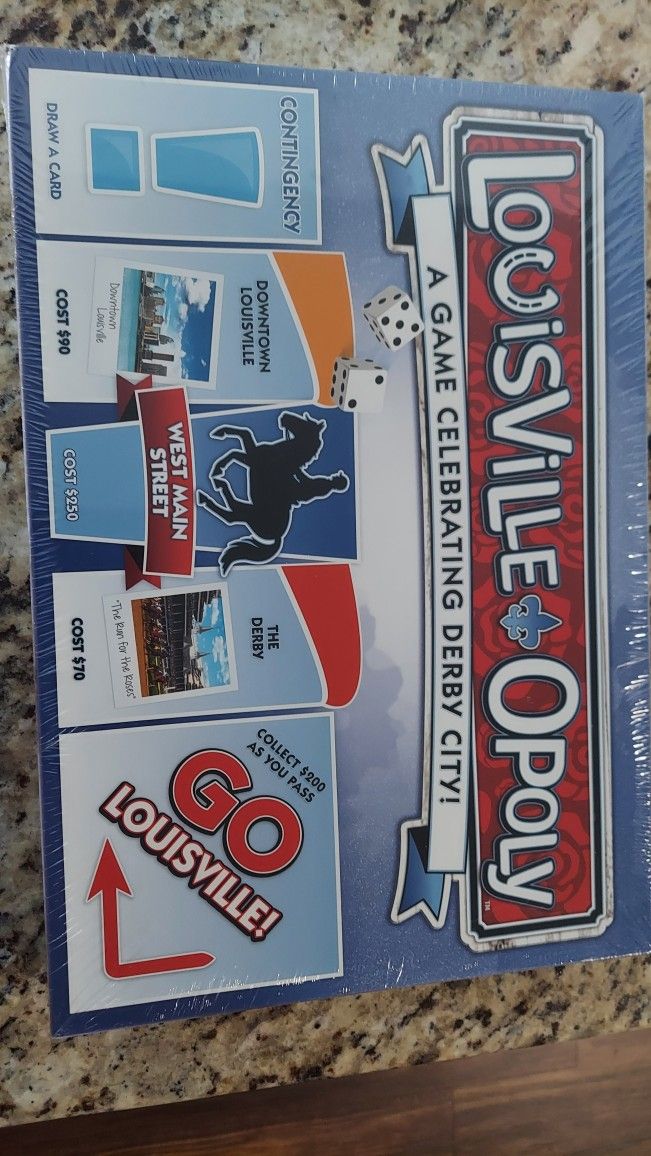 LOUISVILLE OPOLY
TM
A GAME CELEBRATING DERBY CITY!
CONTINGENCY
DRAW A CARD
DOWNTOWN
LOUISVILLE
Downtown
Louisville
COST $90
WEST MAIN
STREET
COST $250
THE
DERBY
"The Run for the Roses"
COST $70
COLLECT $200
AS YOU PASS
GO
LOUISVILLE!